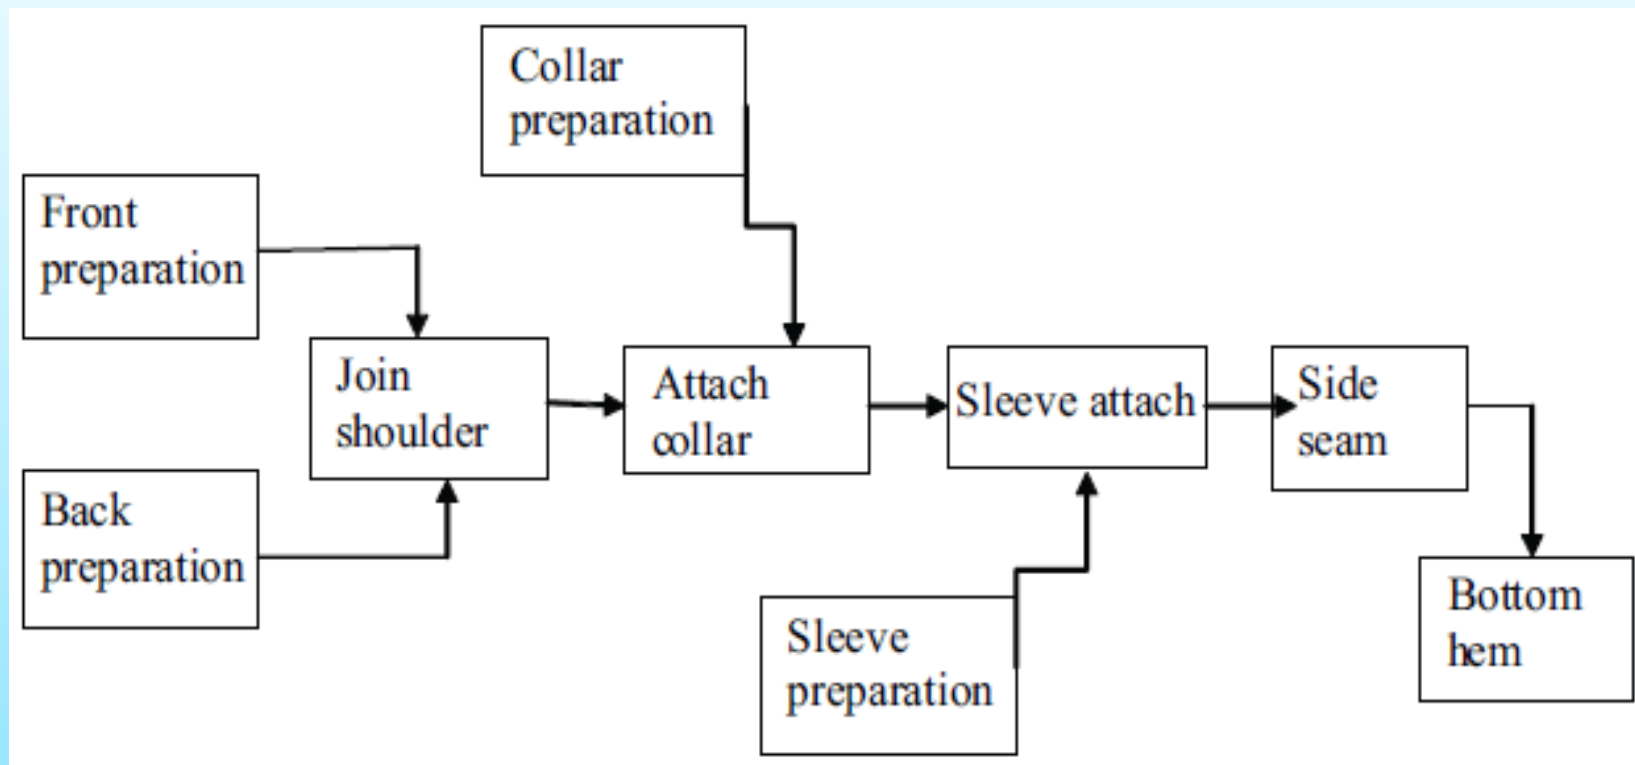 Collar
preparation
Front
preparation
Join
shoulder
Attach
collar
Sleeve attach
Side
seam
Back
preparation
Sleeve
preparation
Bottom
hem